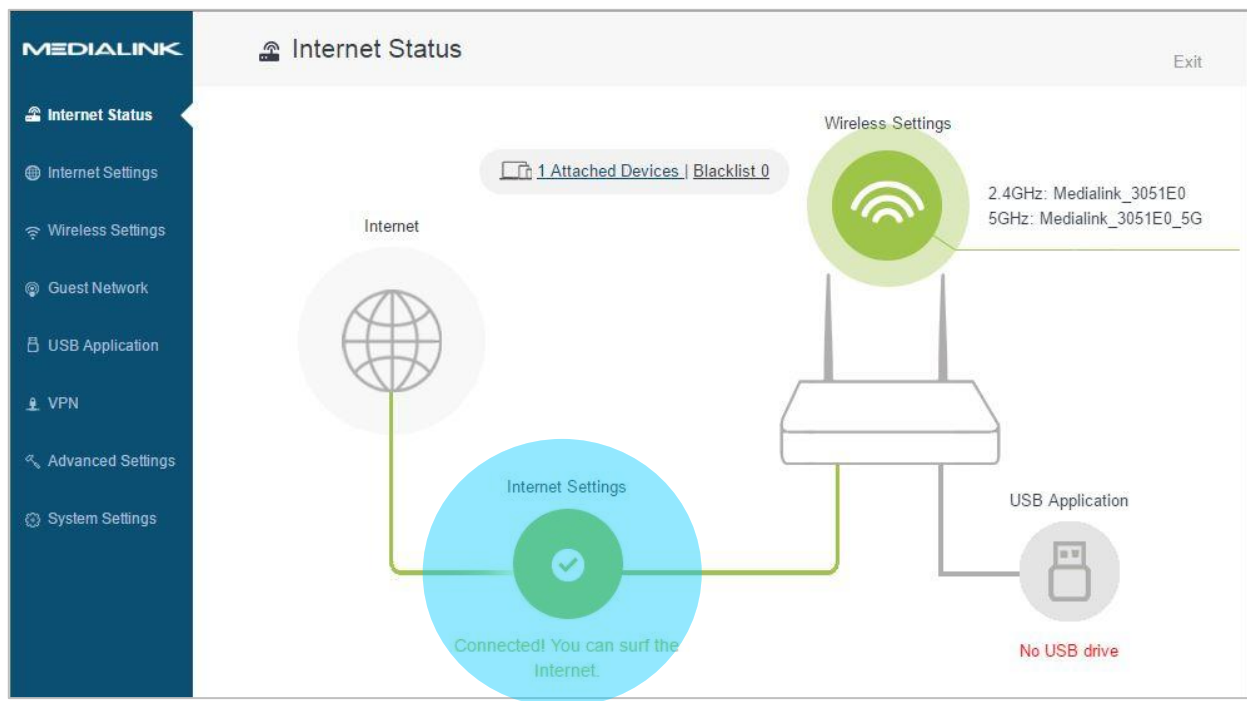 MEDIALINK
Internet Status
Exit
Internet Status
Internet Settings
Wireless Settings
Guest Network
USB Application
VPN
Advanced Settings
System Settings
Wireless Settings
1 Attached Devices | Blacklist 0
2.4GHz: Medialink_3051E0
5GHz: Medialink_3051E0_5G
Internet
Internet Settings
Connected! You can surf the
Internet.
USB Application
No USB drive